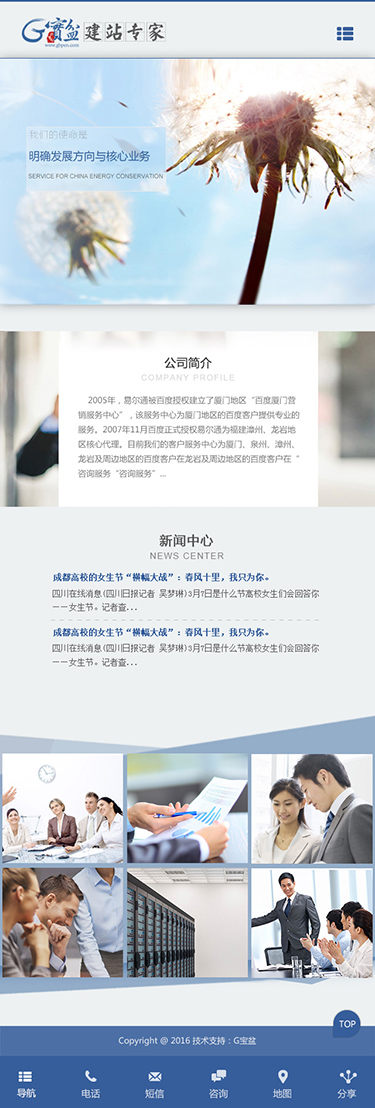 G宝盆 建站专家
www.gbpen.com
我们的使命是
明确发展方向与核心业务
SERVICE FOR CHINA ENERGY CONSERVATION
公司简介
COMPANY PROFILE
2005年，易尔通被百度授权建立了厦门地区“百度厦门营
销服务中心”，该服务中心为厦门地区的百度客户提供专业的
服务。2007年11月百度正式授权易尔通为福建漳州、龙岩地
区核心代理。目前我们的客户服务中心为厦门、泉州、漳州、
龙岩及周边地区的百度客户在龙岩及周边地区的百度客户在“
咨询服务“咨询服务”...
新闻中心
NEWS CENTER
成都高校的女生节“横幅大战”：春风十里，我只为你。
四川在线消息(四川日报记者 吴梦琳)3月7日是什么节高校女生们会回答你
——女生节。记者查...
成都高校的女生节“横幅大战”：春风十里，我只为你。
四川在线消息(四川日报记者 吴梦琳)3月7日是什么节高校女生们会回答你
——女生节。记者查...
TOP
Copyright @ 2016 技术支持：G宝盆
导航 电话 短信 咨询 地图 分享